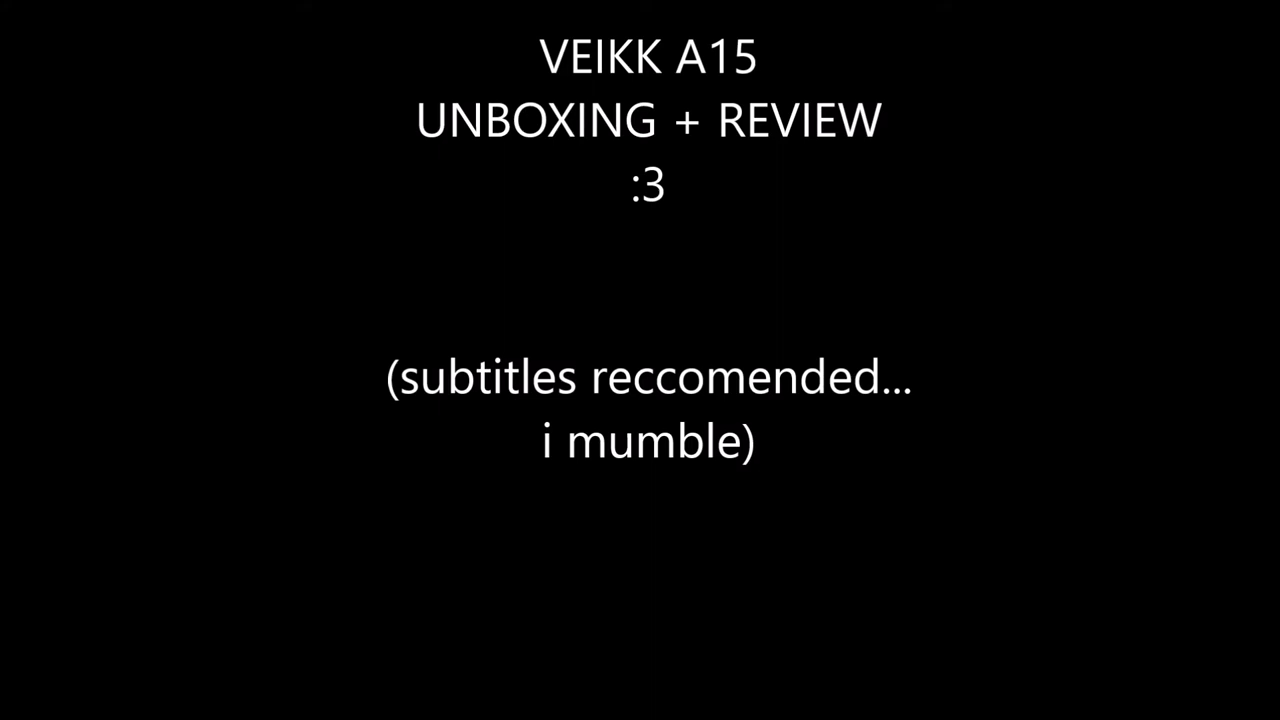 VEIKK A15
UNBOXING + REVIEW
:3
(subtitles reccomended...
i mumble)